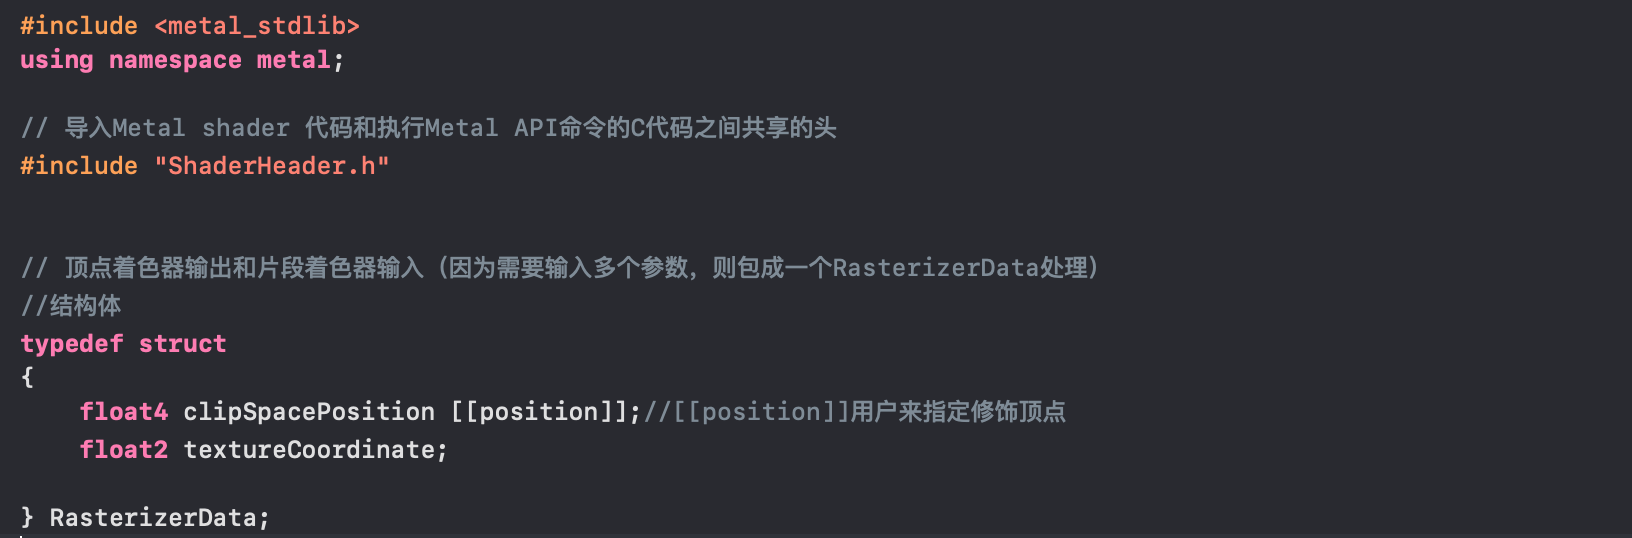 #include <metal_stdlib>
using namespace metal;
// 导入Metal shader 代码和执行Metal API命令的C代码之间共享的头
#include "ShaderHeader.h"
// 顶点着色器输出和片段着色器输入（因为需要输入多个参数，则包成一个RasterizerData处理）
//结构体
typedef struct
{
    float4 clipSpacePosition [[position]];//[[position]]用户来指定修饰顶点
    float2 textureCoordinate;
} RasterizerData;